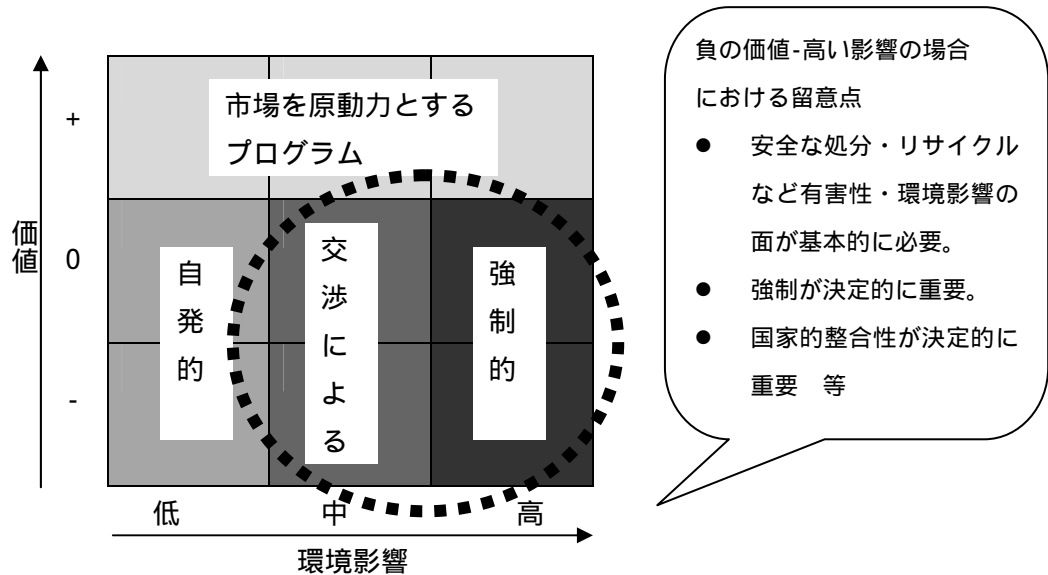 市場を原動力とする
プログラム
価値
+
0
-
自発的
交渉による
強制的
低 中 高
環境影響
負の価値-高い影響の場合
における留意点
● 安全な処分・リサイクル
など有害性・環境影響の
面が基本的に必要。
● 強制が決定的に重要。
● 国家的整合性が決定的に
重要 等